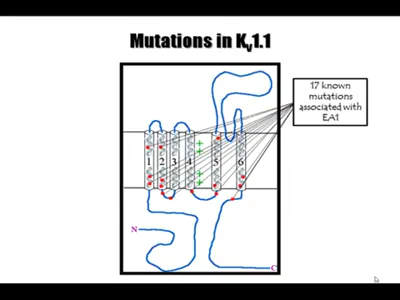 Mutations in Kv1.1
17 known
mutations
associated with
EA1
1 2 3 4 5 6
+
+
+
+
N
C